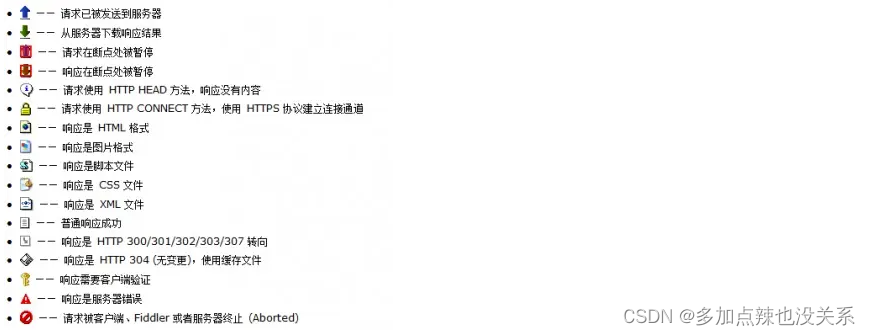 —— 请求已被发送到服务器
—— 从服务器下载响应结果
—— 请求在断点处被暂停
—— 响应在断点处被暂停
—— 请求使用 HTTP HEAD 方法，响应没有内容
—— 请求使用 HTTP CONNECT 方法，使用 HTTPS 协议建立连接通道
—— 响应是 HTML 格式
—— 响应是图片格式
—— 响应是脚本文件
—— 响应是 CSS 文件
—— 响应是 XML 文件
—— 普通响应成功
—— 响应是 HTTP 300/301/302/303/307 转向
—— 响应是 HTTP 304 (无变更)，使用缓存文件
—— 响应需要客户端验证
—— 响应是服务器错误
—— 请求被客户端、Fiddler 或者服务器终止 (Aborted)
CSDN @多加点辣也没关系